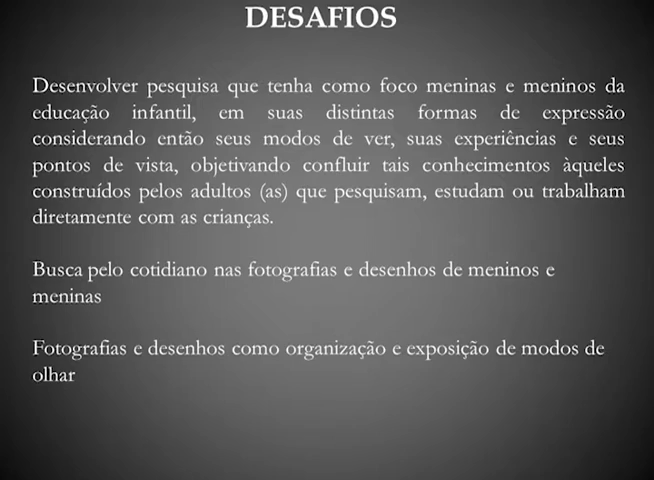 DESAFIOS
Desenvolver pesquisa que tenha como foco meninas e meninos da
educação infantil, em suas distintas formas de expressão
considerando então seus modos de ver, suas experiências e seus
pontos de vista, objetivando confluir tais conhecimentos àqueles
construídos pelos adultos (as) que pesquisam, estudam ou trabalham
diretamente com as crianças.
Busca pelo cotidiano nas fotografias e desenhos de meninos e
meninas
Fotografias e desenhos como organização e exposição de modos de
olhar